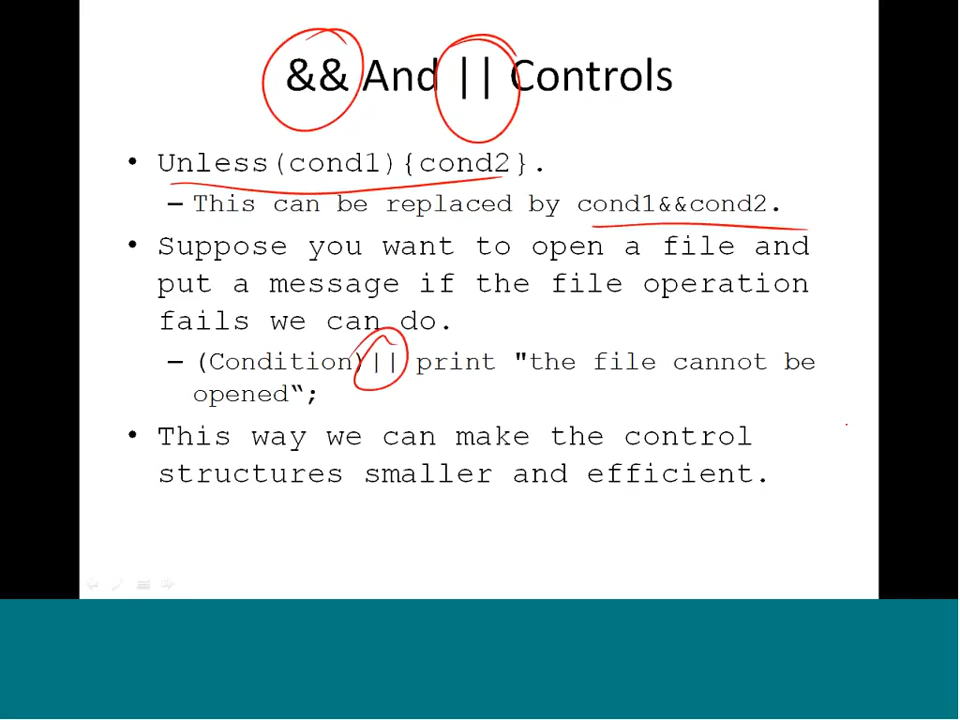 && And || Controls
• Unless(cond1){cond2}.
– This can be replaced by cond1&&cond2.
• Suppose you want to open a file and
put a message if the file operation
fails we can do.
– (Condition)|| print "the file cannot be
opened“;
• This way we can make the control
structures smaller and efficient.